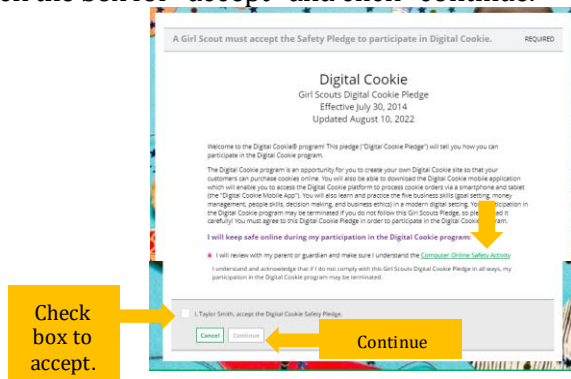 A Girl Scout must accept the Safety Pledge to participate in Digital Cookie. REQUIRED
Digital Cookie
Girl Scouts Digital Cookie Pledge
Effective July 30, 2014
Updated August 10, 2022
Welcome to the Digital Cookie® program! This pledge ("Digital Cookie Pledge") will tell you how you can
participate in the Digital Cookie program.
The Digital Cookie program is an opportunity for you to create your own Digital Cookie site so that your
customers can purchase cookies online. You will also be able to download the Digital Cookie mobile application
which will enable you to access the Digital Cookie platform to process cookie orders via a smartphone and tablet
(the "Digital Cookie Mobile App"). You will also learn and practice the five business skills (goal setting, money
management, people skills, decision making, and business ethics) in a modern digital setting. in
the Digital Cookie program may be terminated if you do not follow this Girl Scouts Pledge, so it
carefully! You must agree to this Digital Cookie Pledge in order to participate in the Digital
I will keep safe online during my participation in the Digital Cookie program:
I will review with my parent or guardian and make sure I understand the Computer Online Safety Activity
I understand and acknowledge that if I do not comply with this Girl Scouts Digital Cookie Pledge in all ways, my
participation in the Digital Cookie program may be terminated.
Check
box to
accept.
I, Taylor Smith, accept the Digital Cookie Safety Pledge.
Cancel Continue
Continue